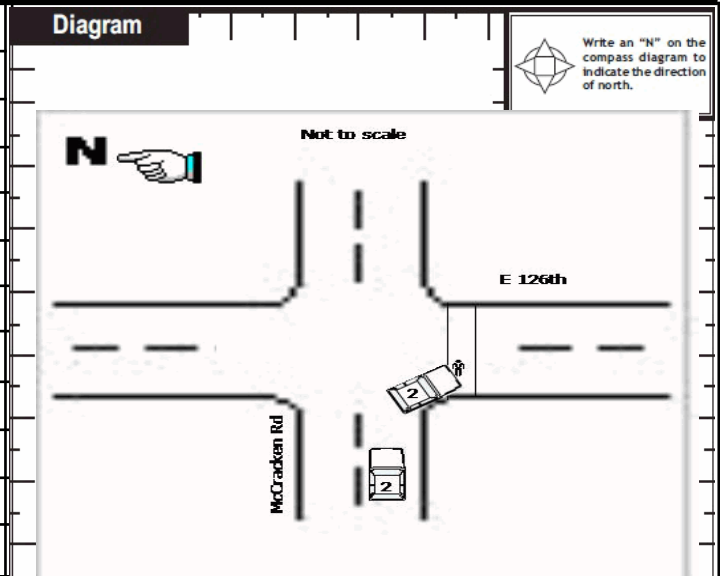 Diagram
Write an “N” on the
compass diagram to
indicate the direction
of north.
N
Not to scale
E 126th
McCracken Rd
2
2